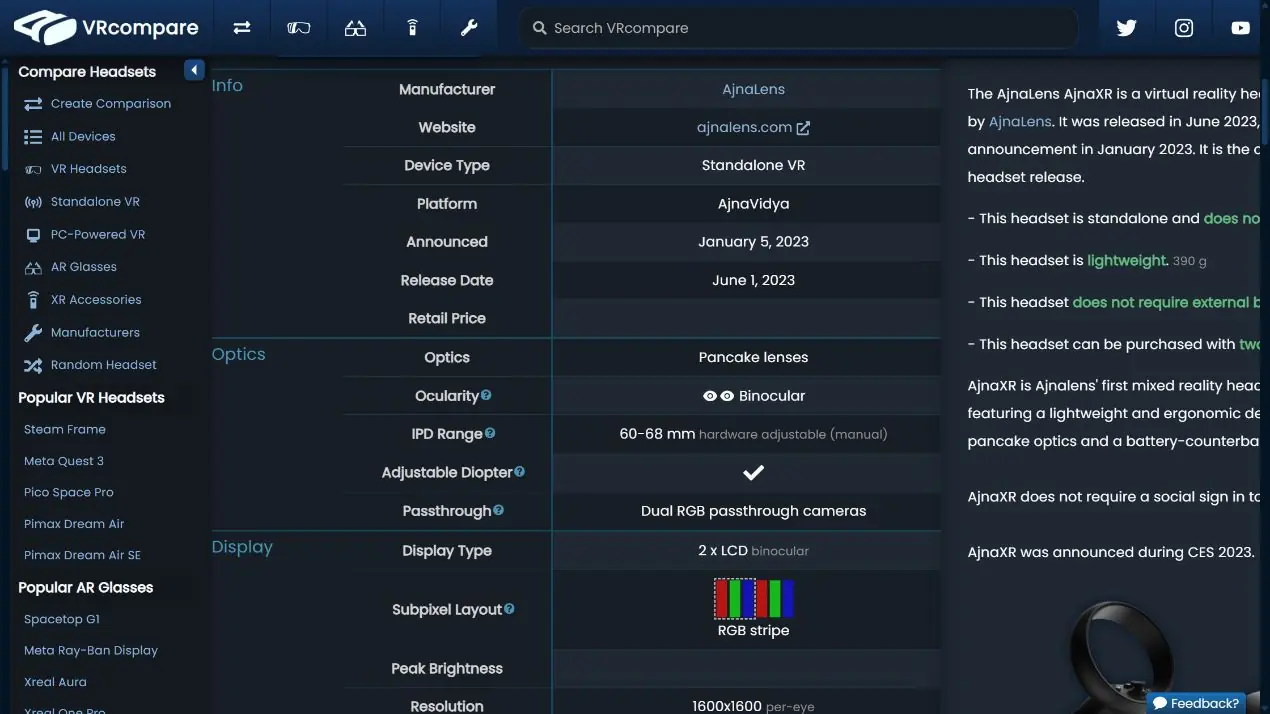 VRcompare
Search VRcompare
Compare Headsets
Create Comparison
All Devices
VR Headsets
Standalone VR
PC-Powered VR
AR Glasses
XR Accessories
Manufacturers
Random Headset
Popular VR Headsets
Steam Frame
Meta Quest 3
Pico Space Pro
Pimax Dream Air
Pimax Dream Air SE
Popular AR Glasses
Spacetop G1
Meta Ray-Ban Display
Xreal Aura
Xreal One Pro
Info
Manufacturer AjnaLens
Website ajnalens.com
Device Type Standalone VR
Platform AjnaVidya
Announced January 5, 2023
Release Date June 1, 2023
Retail Price
Optics
Optics Pancake lenses
Ocularity Binocular
IPD Range 60-68 mm hardware adjustable (manual)
Adjustable Diopter
Passthrough Dual RGB passthrough cameras
Display
Display Type 2 x LCD binocular
Subpixel Layout
RGB stripe
Peak Brightness
Resolution 1600x1600 per-eye
The AjnaLens AjnaXR is a virtual reality
by AjnaLens. It was released in June 2023,
announcement in January 2023. It is the
headset release.
- This headset is standalone and does
- This headset is lightweight. 390 g
- This headset does not require external
- This headset can be purchased with
AjnaXR is Ajnalens' first mixed reality
featuring a lightweight and ergonomic
pancake optics and a
AjnaXR does not require a social sign in
AjnaXR was announced during CES 2023.
Feedback?